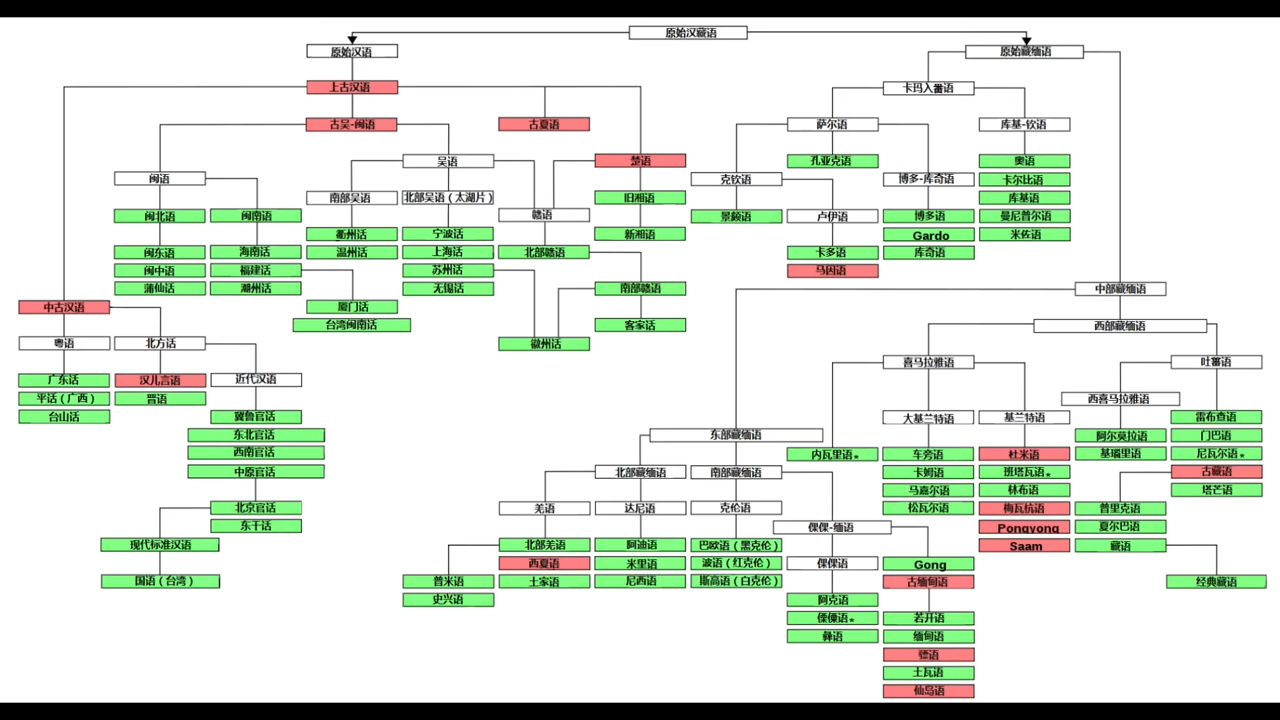 原始汉藏语
原始汉语
原始藏缅语
上古汉语
卡玛入番语
古吴-闽语
古夏语
萨尔语
库基-钦语
吴语
楚语
孔亚克语
奥语
闽语
克钦语
博多-库奇语
卡尔比语
南部吴语
北部吴语（太湖片）
旧湘语
库基语
闽北语
闽南语
赣语
景颇语
卢伊语
博多语
曼尼普尔语
衢州话
宁波话
新湘语
Gardo
米佐语
闽东语
海南话
温州话
上海话
北部赣语
卡多语
库奇语
闽中语
福建话
苏州话
马因语
蒲仙话
潮州话
无锡话
南部赣语
中部藏缅语
中古汉语
厦门话
台湾闽南话
客家话
西部藏缅语
粤语
北方话
徽州话
喜马拉雅语
吐蕃语
广东话
汉儿言语
近代汉语
平话（广西）
晋语
西喜马拉雅语
台山话
冀鲁官话
大基兰特语
基兰特语
雷布查语
东北官话
东部藏缅语
阿尔莫拉语
门巴语
西南官话
内瓦里语*
车旁语
杜米语
基瑞里语
尼瓦尔语*
中原官话
北部藏缅语
南部藏缅语
卡姆语
班塔瓦语*
古藏语
马嘉尔语
林布语
塔芒语
北京官话
羌语
达尼语
克伦语
松瓦尔语
梅瓦杭语
普里克语
东干话
倮倮-缅语
Pongyong
夏尔巴语
现代标准汉语
北部羌语
阿迪语
巴欧语（黑克伦）
Saam
藏语
西夏语
米里语
波语（红克伦）
倮倮语
Gong
国语（台湾）
普米语
土家语
尼西语
斯高语（白克伦）
古缅甸语
经典藏语
史兴语
阿克语
傈僳语*
若开语
彝语
缅甸语
骠语
土瓦语
仙岛语